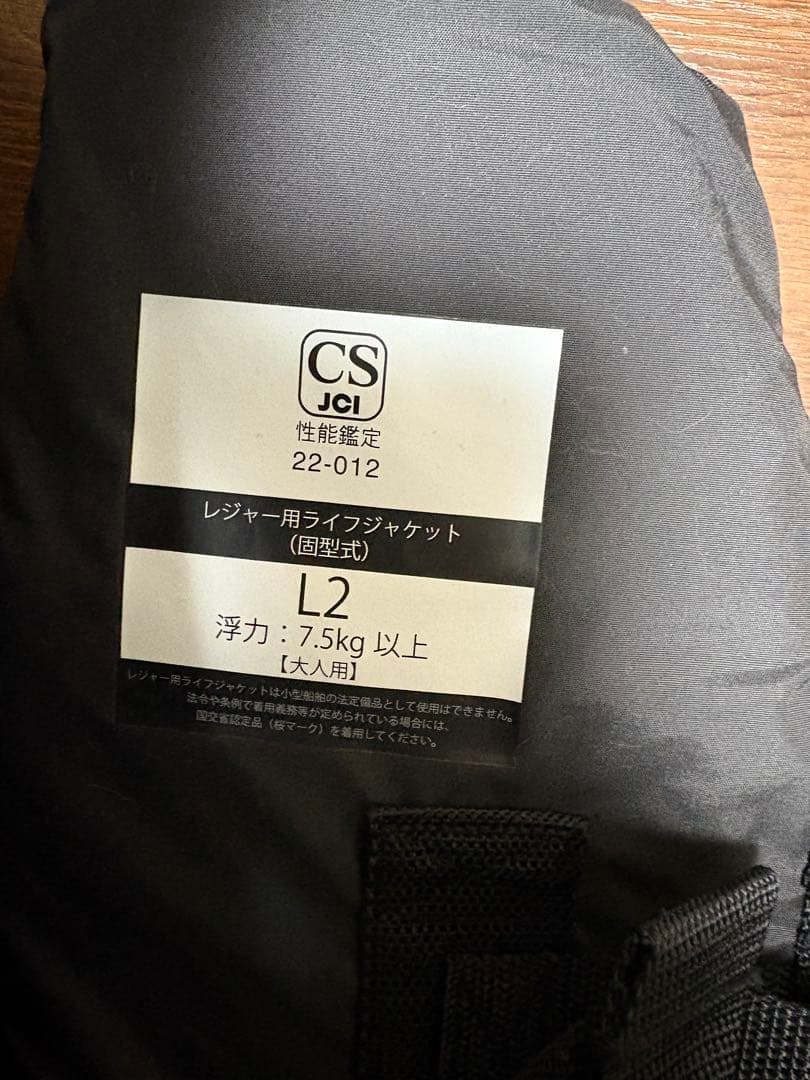 CS
JCI
性能鑑定
22-012
レジャー用ライフジャケット
（固型式）
L2
浮力：7.5kg 以上
【大人用】
レジャー用ライフジャケットは小型船舶の法定備品として使用はできません。
法令や条例で着用義務等が定められている場合には、
国交省認定品（桜マーク）を着用してください。